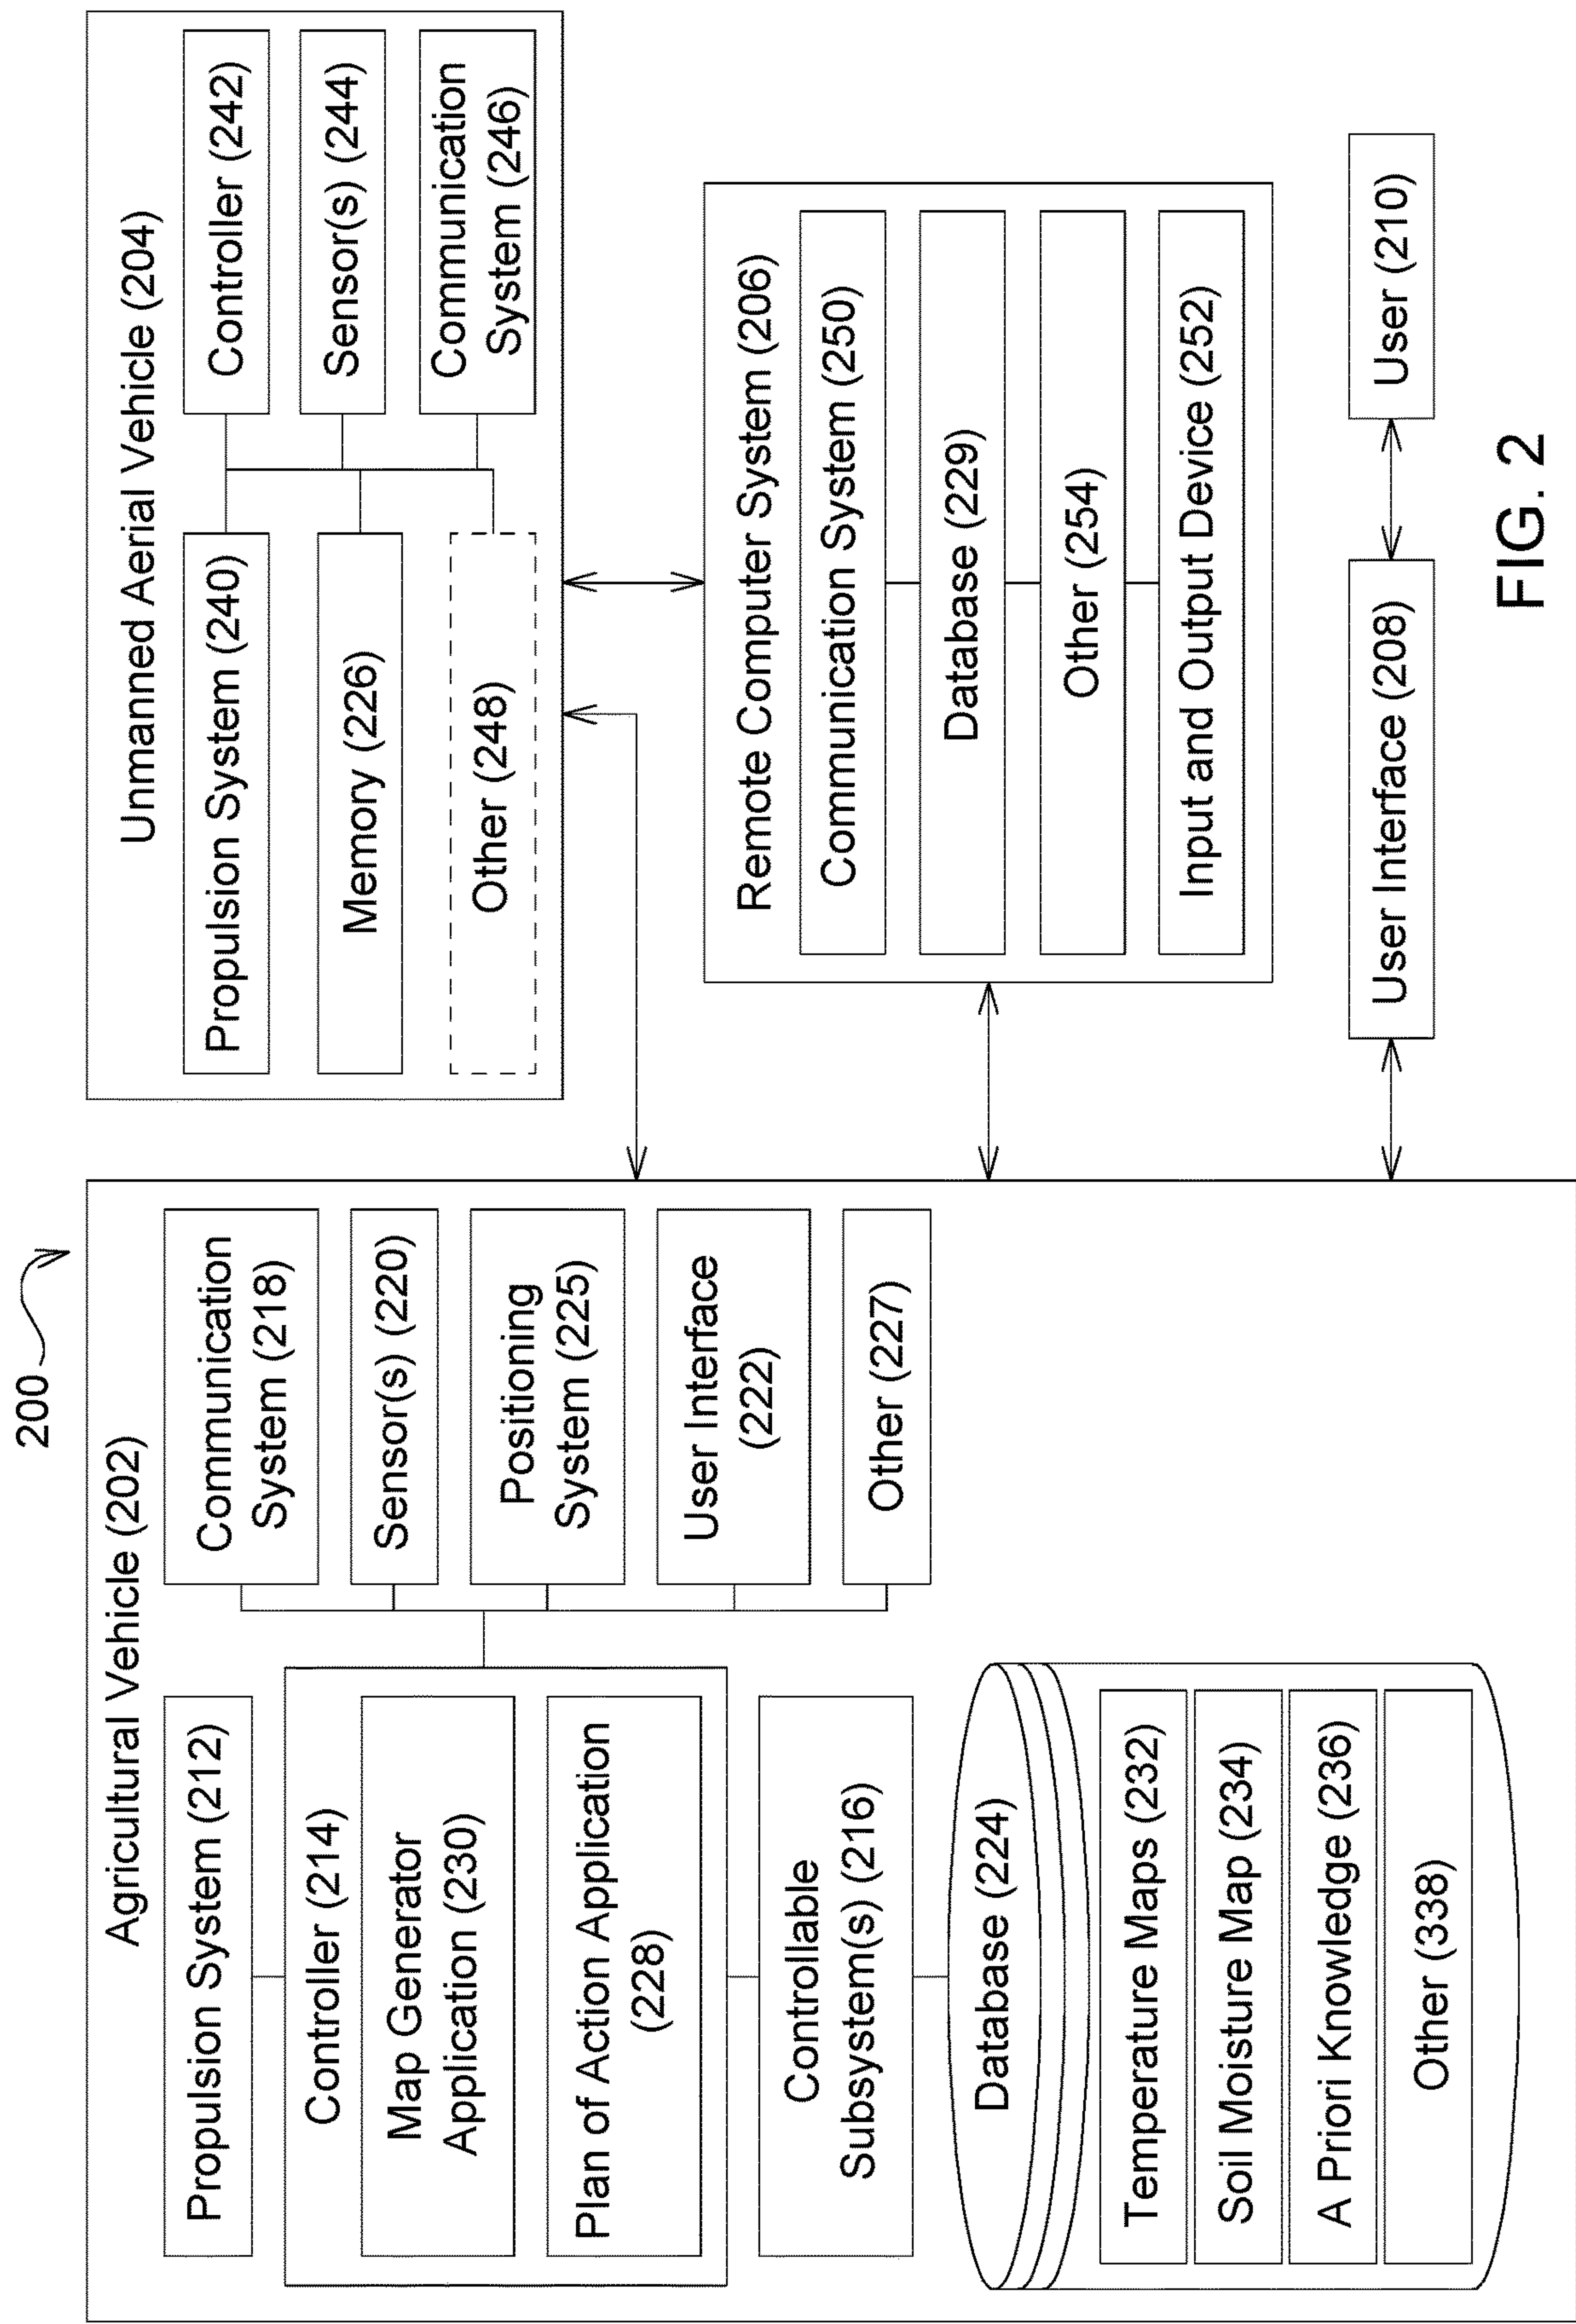 200
Agricultural Vehicle (202)
Propulsion System (212)
Controller (214)
Map Generator
Application (230)
Plan of Action Application
(228)
Controllable
Subsystem(s) (216)
Database (224)
Temperature Maps (232)
Soil Moisture Map (234)
A Priori Knowledge (236)
Other (338)
Communication
System (218)
Sensor(s) (220)
Positioning
System (225)
User Interface
(222)
Other (227)
Unmanned Aerial Vehicle (204)
Propulsion System (240)
Memory (226)
Other (248)
Controller (242)
Sensor(s) (244)
Communication
System (246)
Remote Computer System (206)
Communication System (250)
Database (229)
Other (254)
Input and Output Device (252)
User Interface (208)
User (210)
FIG. 2